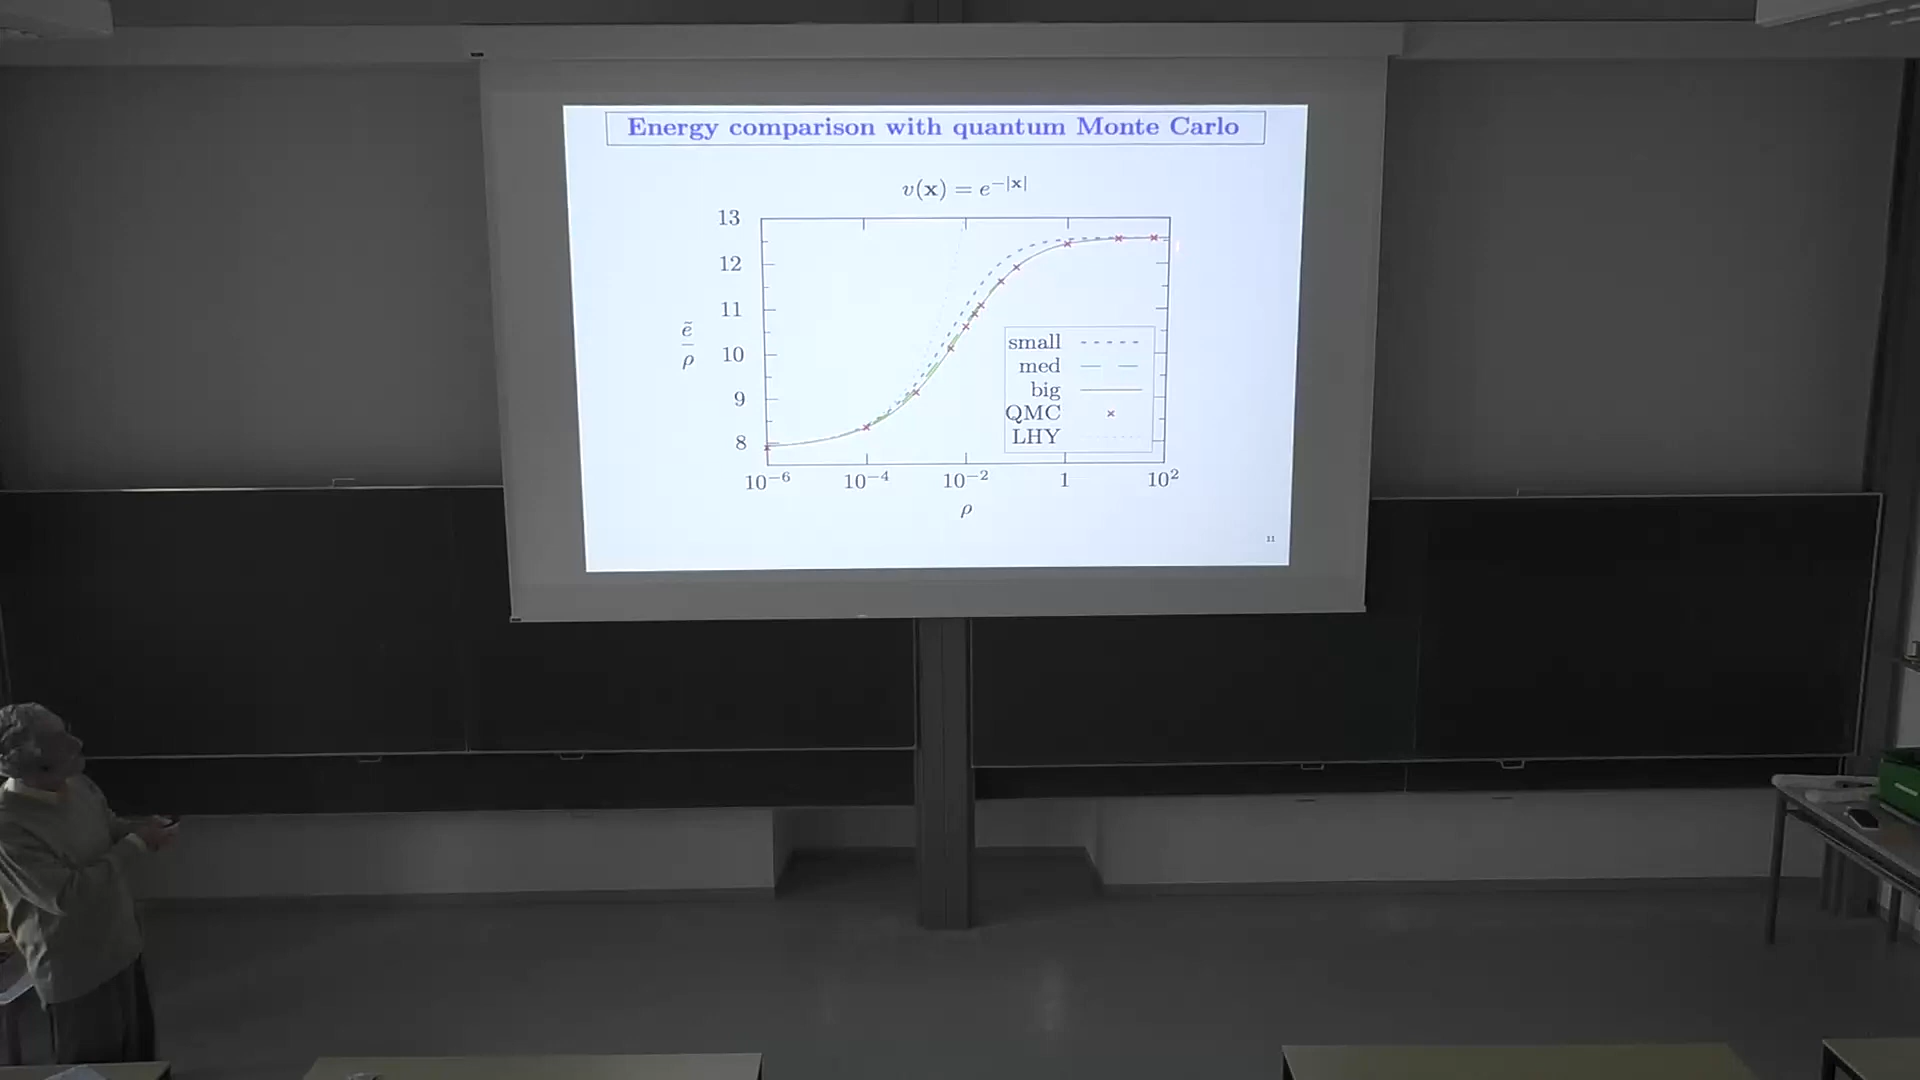 Energy comparison with quantum Monte Carlo
v(x) = e^{−|x|}
13
12
11
10
9
8
ẽ/ρ
small
med
big
QMC
LHY
10^{−6} 10^{−4} 10^{−2} 1 10^{2}
ρ
11